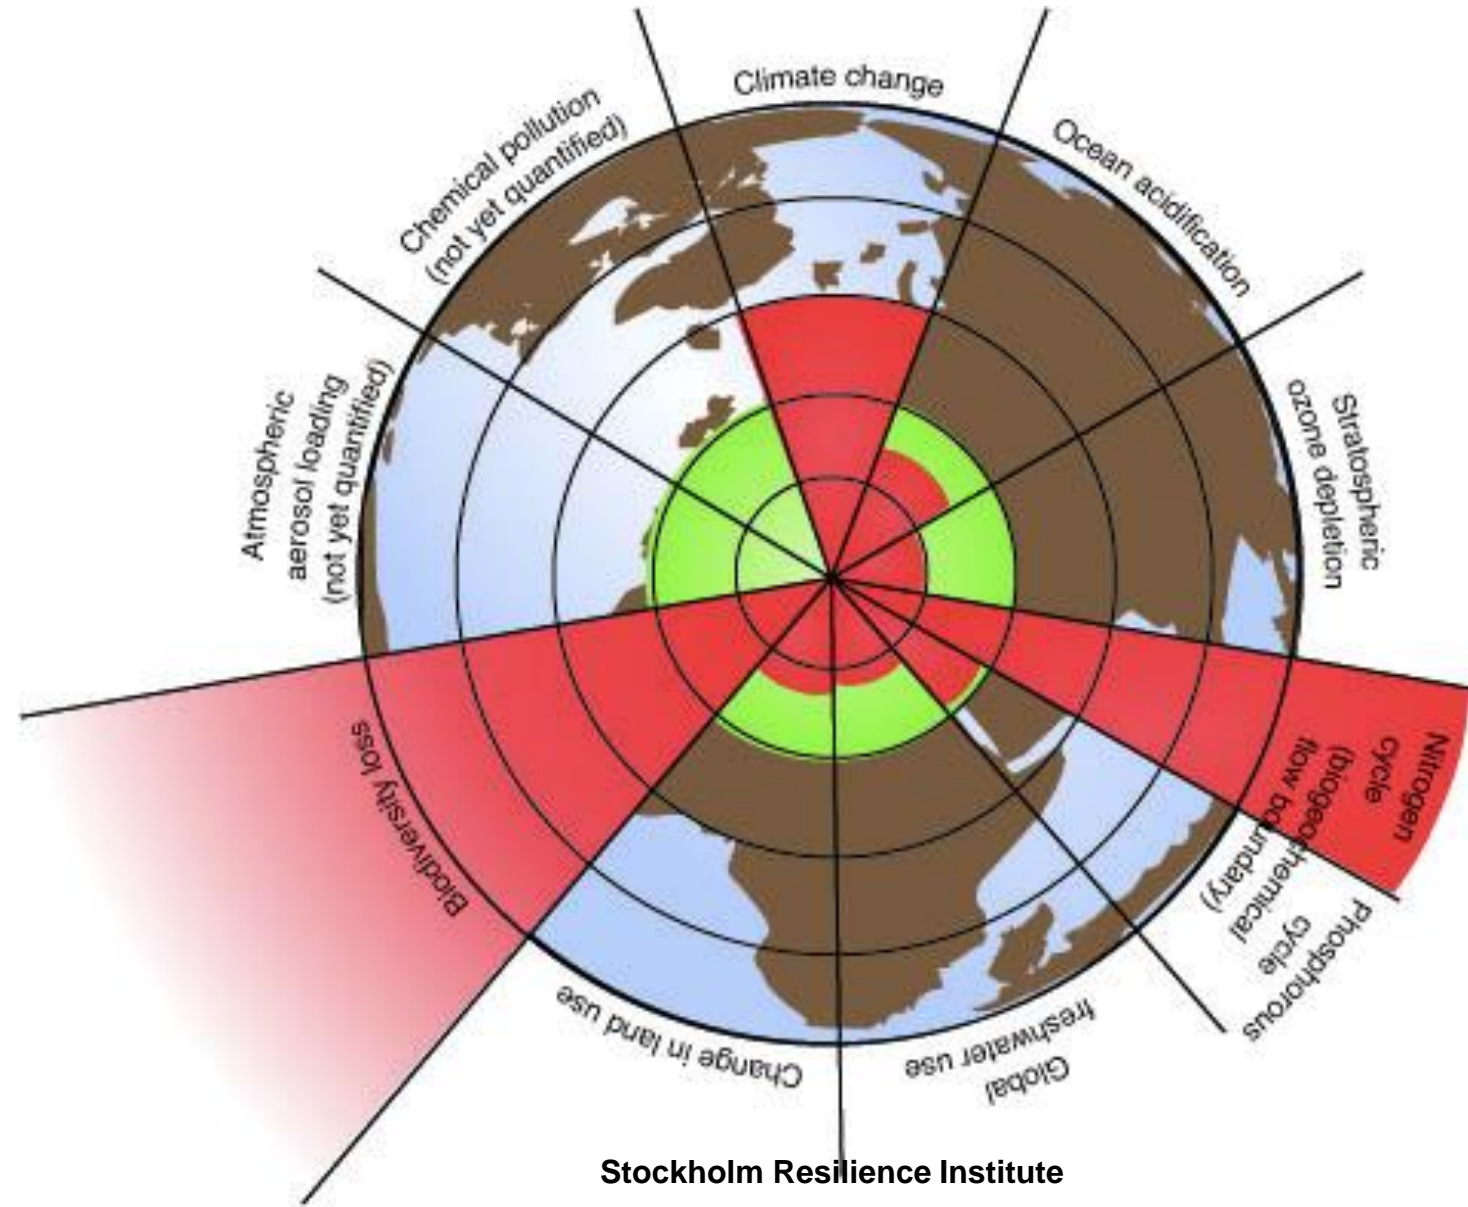 Climate change
Ocean acidification
Stratospheric
ozone depletion
Nitrogen
cycle
(biogeochemical
flow boundary)
Phosphorous
cycle
Global
freshwater use
Change in land use
Biodiversity loss
Atmospheric
aerosol loading
(not yet quantified)
Chemical pollution
(not yet quantified)
Stockholm Resilience Institute